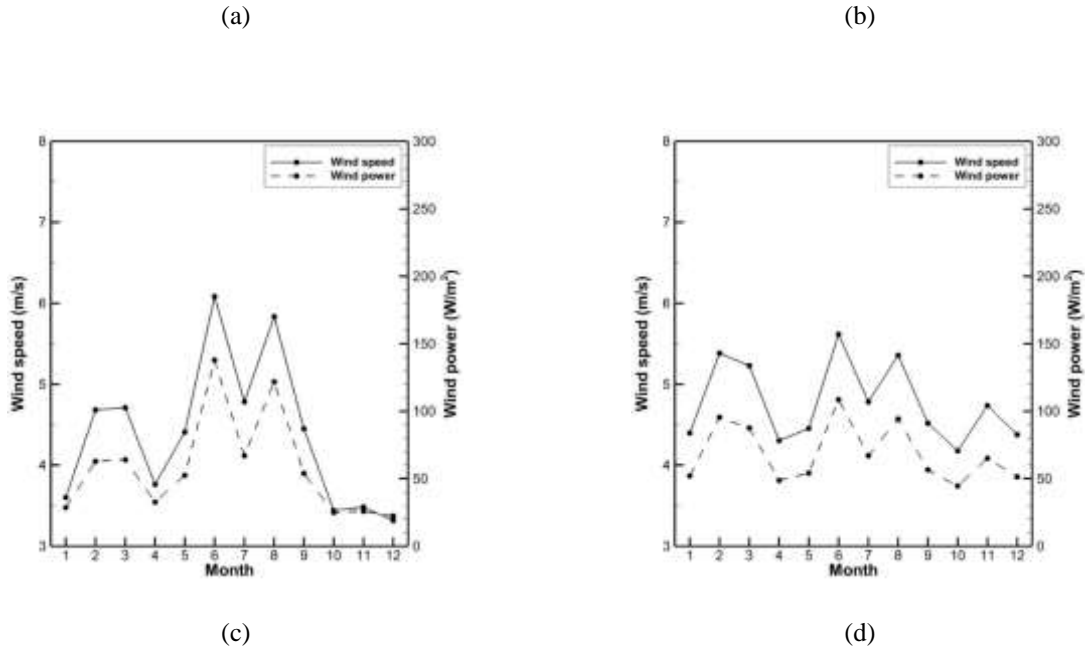 (a)
(b)
8
7
6
5
4
3
Wind speed (m/s)
Wind speed
Wind power
300
250
200
150
100
50
0
Wind power (W/m²)
1 2 3 4 5 6 7 8 9 10 11 12
Month
8
7
6
5
4
3
Wind speed (m/s)
Wind speed
Wind power
300
250
200
150
100
50
0
Wind power (W/m²)
1 2 3 4 5 6 7 8 9 10 11 12
Month
(c)
(d)